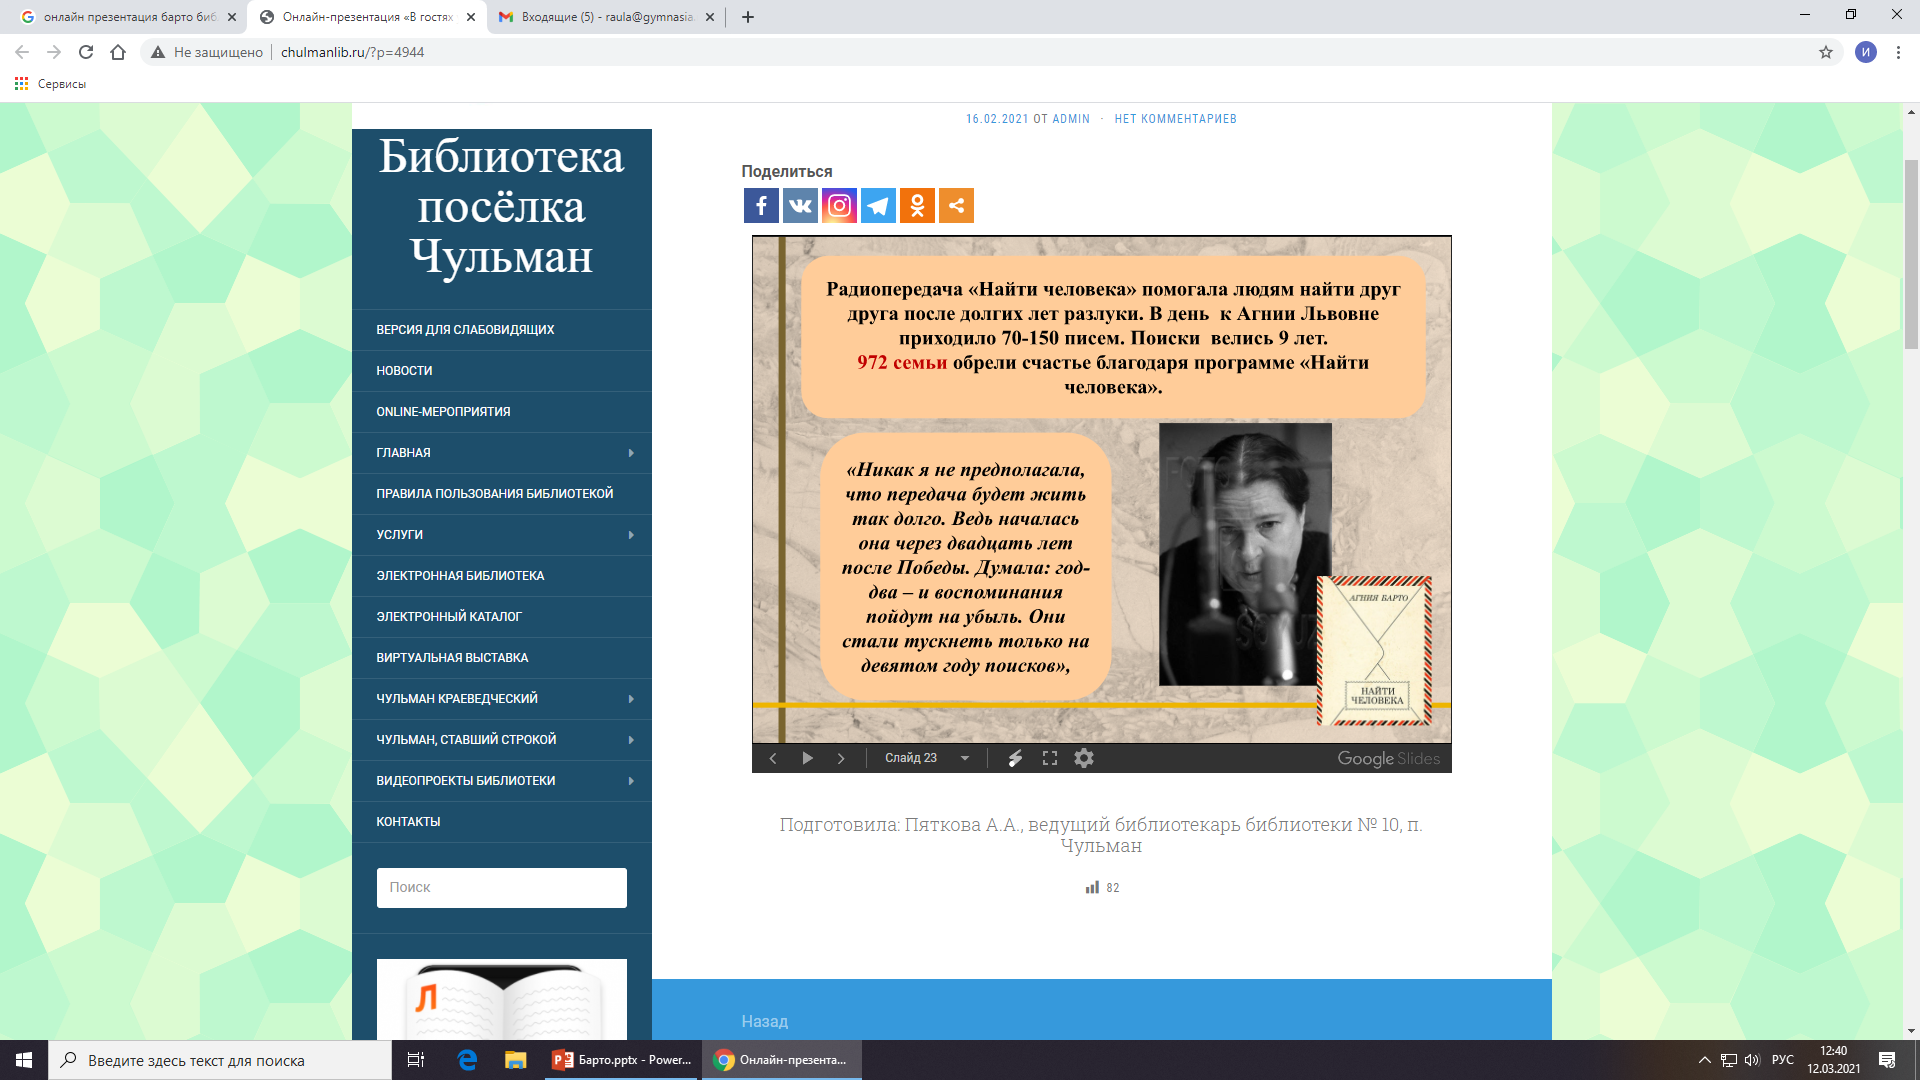 онлайн презентация барто биб
Онлайн-презентация «В гостях
Входящие (5) - raula@gymnasia.
Не защищено
chulmanlib.ru/?p=4944
И
Сервисы
16.02.2021 ОТ ADMIN · НЕТ КОММЕНТАРИЕВ
Библиотека
посёлка
Чульман
ВЕРСИЯ ДЛЯ СЛАБОВИДЯЩИХ
НОВОСТИ
ONLINE-МЕРОПРИЯТИЯ
ГЛАВНАЯ
ПРАВИЛА ПОЛЬЗОВАНИЯ БИБЛИОТЕКОЙ
УСЛУГИ
ЭЛЕКТРОННАЯ БИБЛИОТЕКА
ЭЛЕКТРОННЫЙ КАТАЛОГ
ВИРТУАЛЬНАЯ ВЫСТАВКА
ЧУЛЬМАН КРАЕВЕДЧЕСКИЙ
ЧУЛЬМАН, СТАВШИЙ СТРОКОЙ
ВИДЕОПРОЕКТЫ БИБЛИОТЕКИ
КОНТАКТЫ
Поиск
Л
Поделиться
Радиопередача «Найти человека» помогала людям найти друг
друга после долгих лет разлуки. В день к Агнии Львовне
приходило 70-150 писем. Поиски велись 9 лет.
972 семьи обрели счастье благодаря программе «Найти
человека».
«Никак я не предполагала,
что передача будет жить
так долго. Ведь началась
она через двадцать лет
после Победы. Думала: год-
два – и воспоминания
пойдут на убыль. Они
стали тускнеть только на
девятом году поисков»,
АГНИЯ БАРТО
НАЙТИ
ЧЕЛОВЕКА
Слайд 23
Google Slides
Подготовила: Пяткова А.А., ведущий библиотекарь библиотеки № 10, п.
Чульман
82
Назад
Введите здесь текст для поиска
Барто.pptx - Power...
Онлайн-презента...
РУС
12:40
12.03.2021